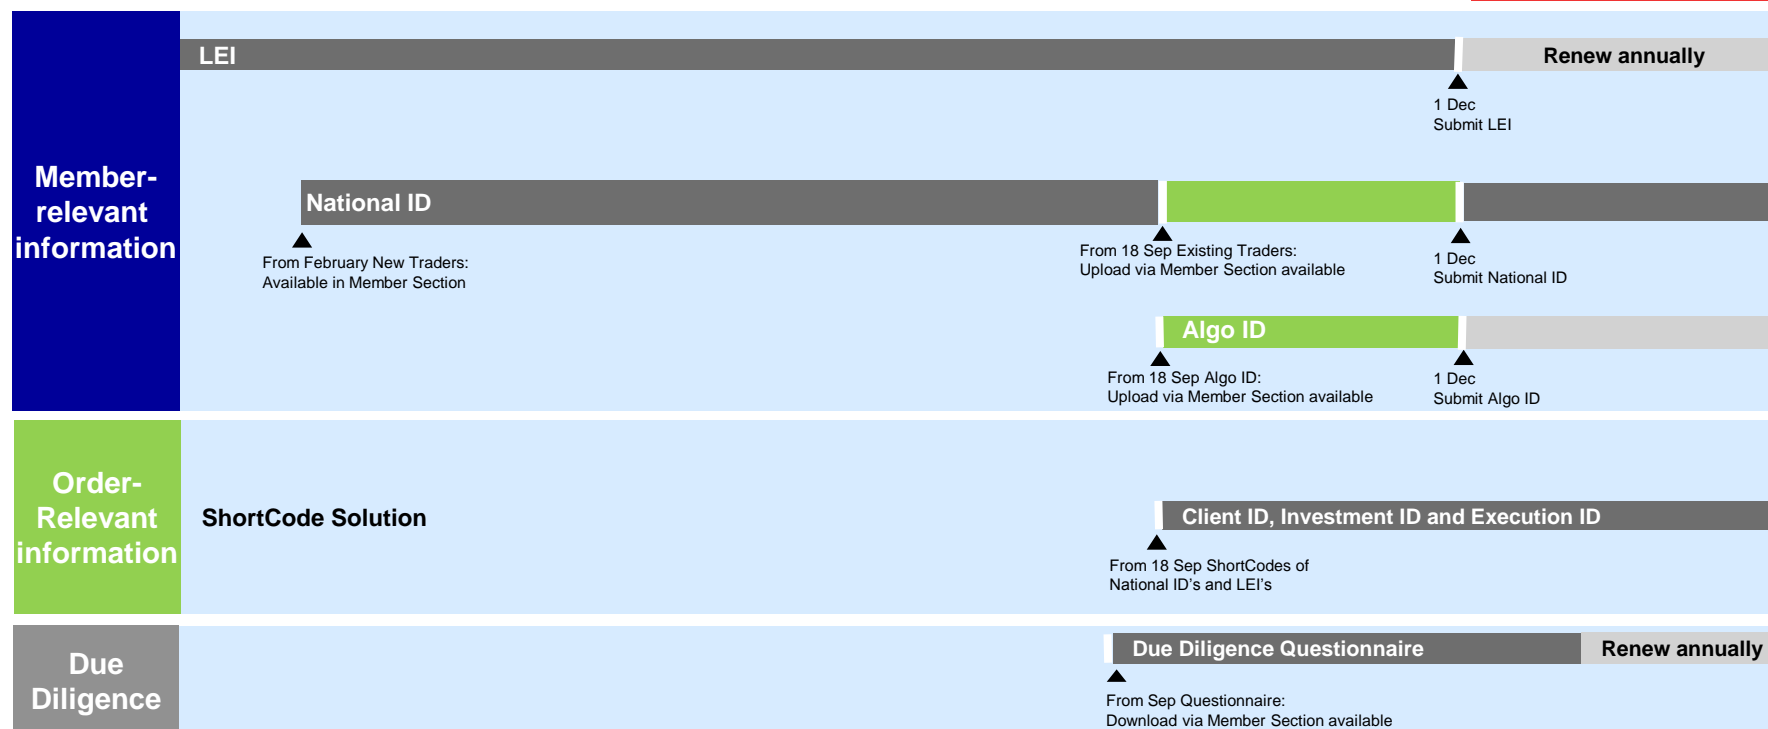 Member-
relevant
information
LEI
Renew annually
1 Dec
Submit LEI
National ID
From February New Traders:
Available in Member Section
From 18 Sep Existing Traders:
Upload via Member Section available
1 Dec
Submit National ID
Algo ID
From 18 Sep Algo ID:
Upload via Member Section available
1 Dec
Submit Algo ID
Order-
Relevant
information
ShortCode Solution
Client ID, Investment ID and Execution ID
From 18 Sep ShortCodes of
National ID’s and LEI’s
Due
Diligence
Due Diligence Questionnaire
Renew annually
From Sep Questionnaire:
Download via Member Section available